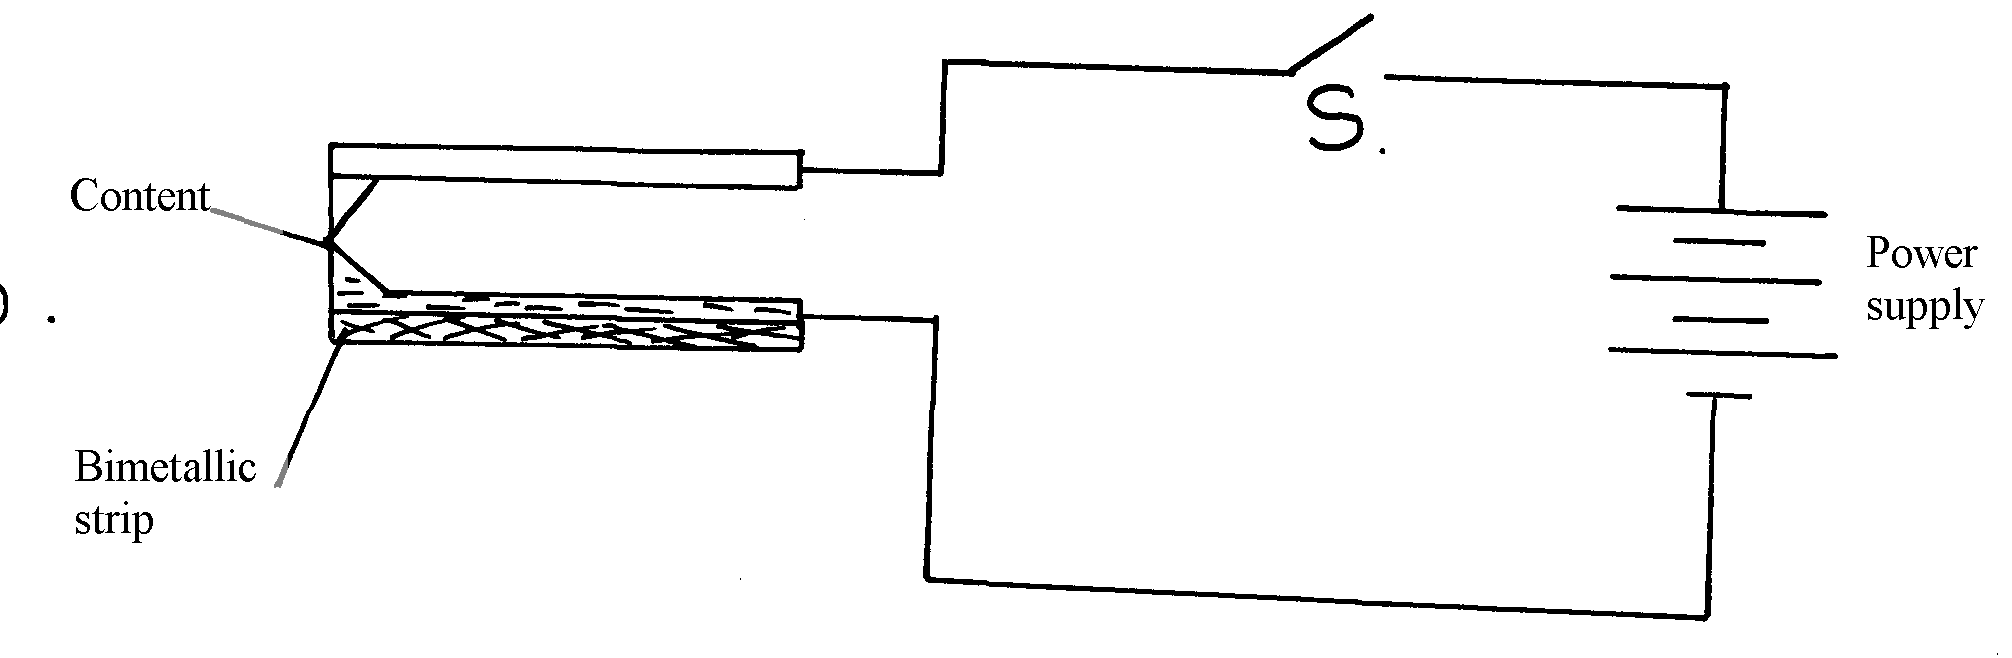 S.
Content
Power
supply
Bimetallic
strip